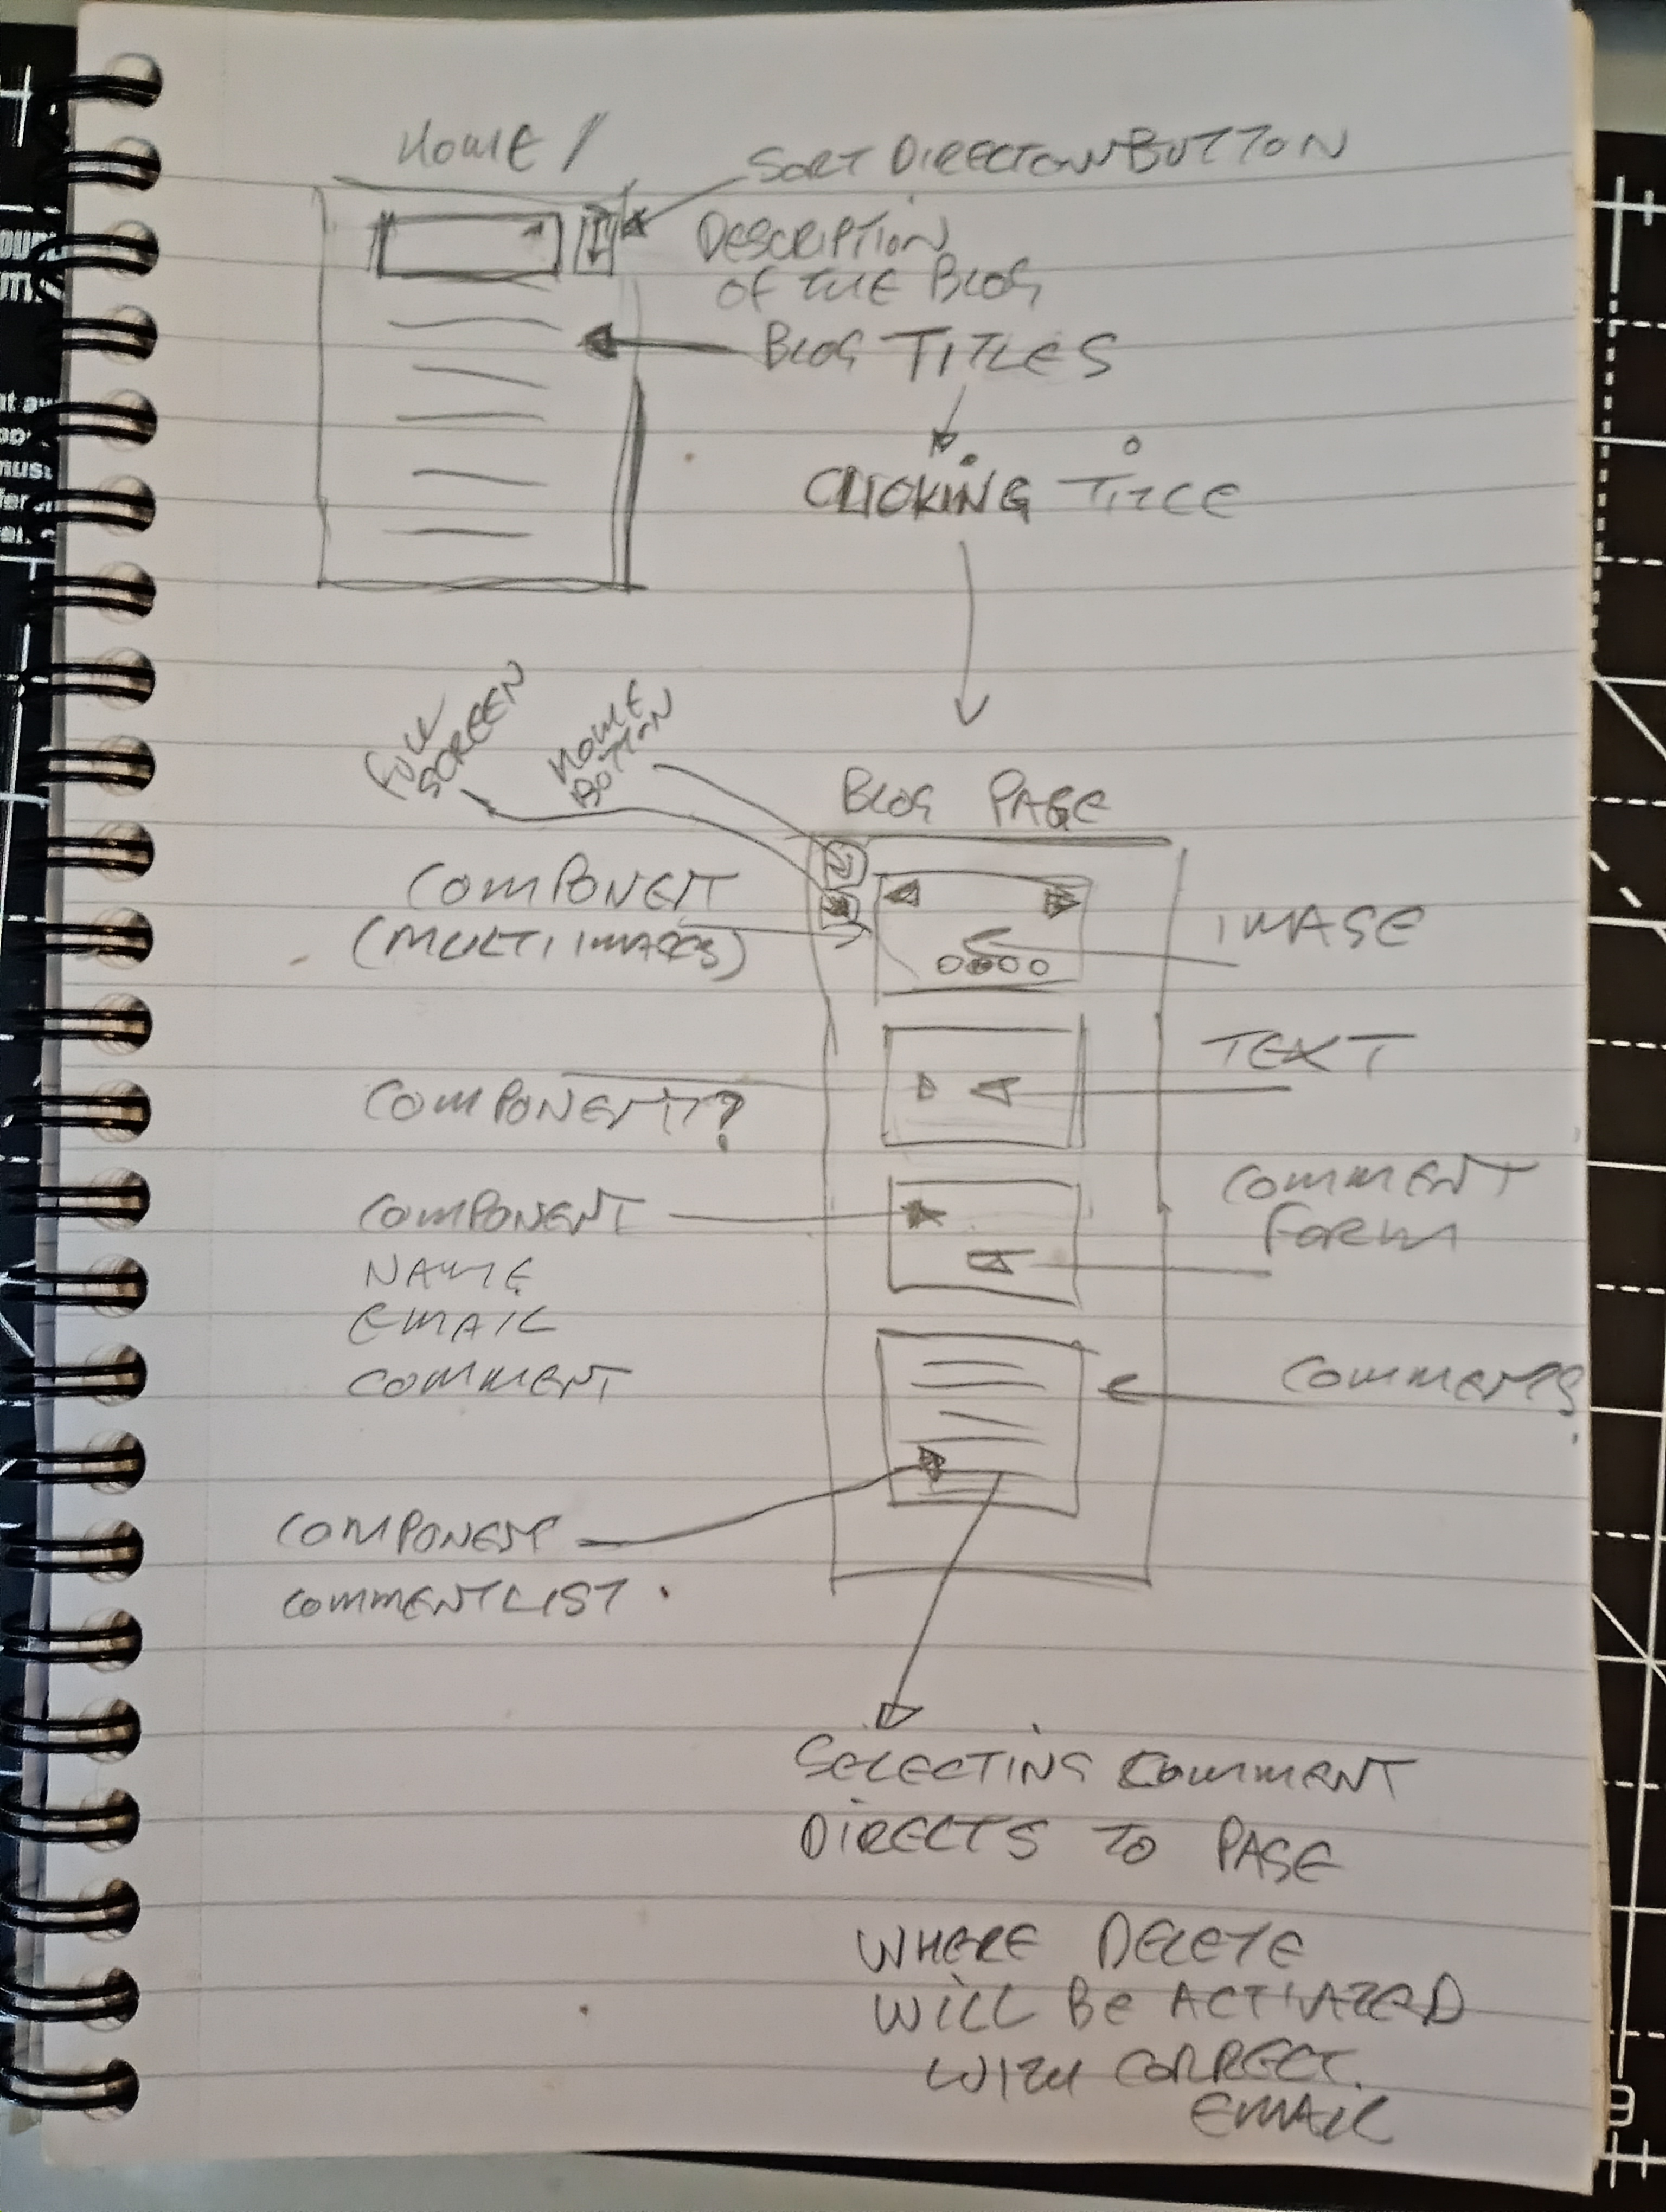 HOME /
SORT DIRECTION BUTTON
DESCRIPTION
OF THE BLOG
BLOG TITLES
CLICKING TITLE
FULL
SCREEN
HOME
BUTTON
BLOG PAGE
COMPONENT
(MULTI IMAGES)
IMAGE
TEXT
COMPONENT?
COMMENT
FORM
COMPONENT
NAME
EMAIL
COMMENT
COMMENTS
COMPONENT
COMMENT LIST
SELECTING COMMENT
DIRECTS TO PAGE
WHERE DELETE
WILL BE ACTIVATED
WITH CORRECT
EMAIL